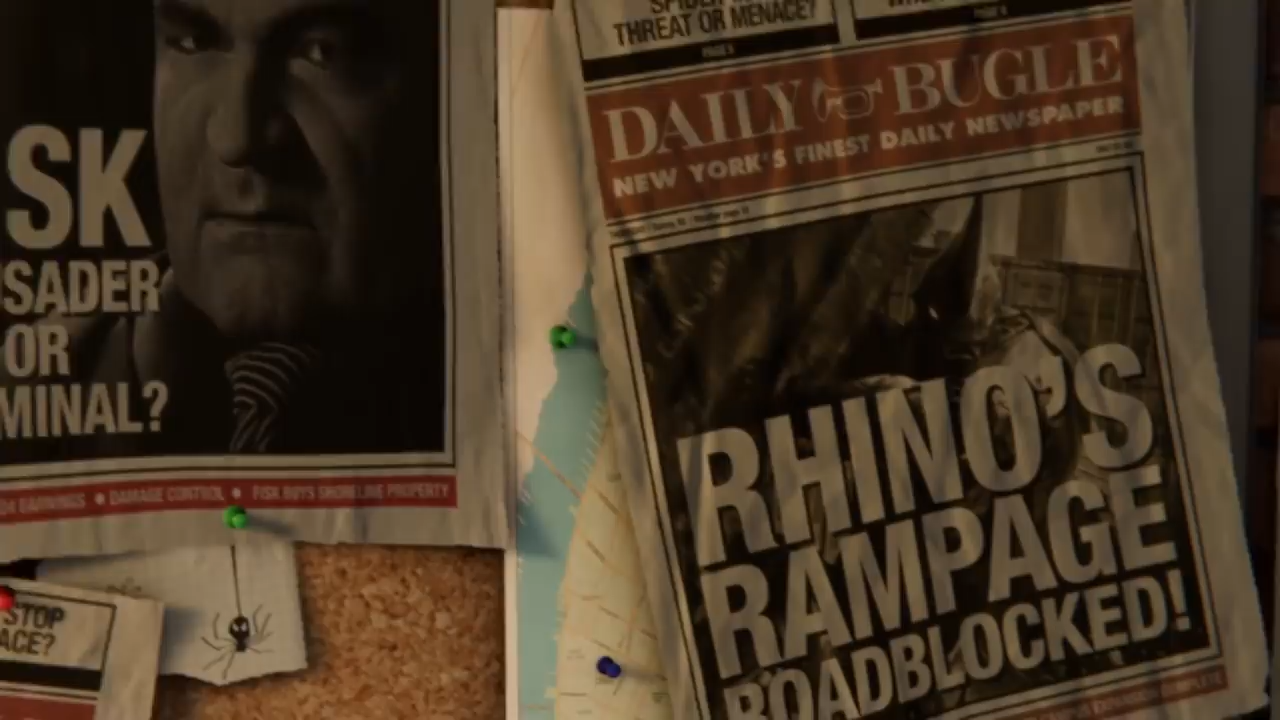 SK
SADER
OR
MINAL?
EARNINGS • DAMAGE CONTROL • FISK BUYS SHORELINE PROPERTY
STOP
ACE?
THREAT OR MENACE?
DAILY BUGLE
NEW YORK'S FINEST DAILY NEWSPAPER
RHINO'S
RAMPAGE
ROADBLOCKED!